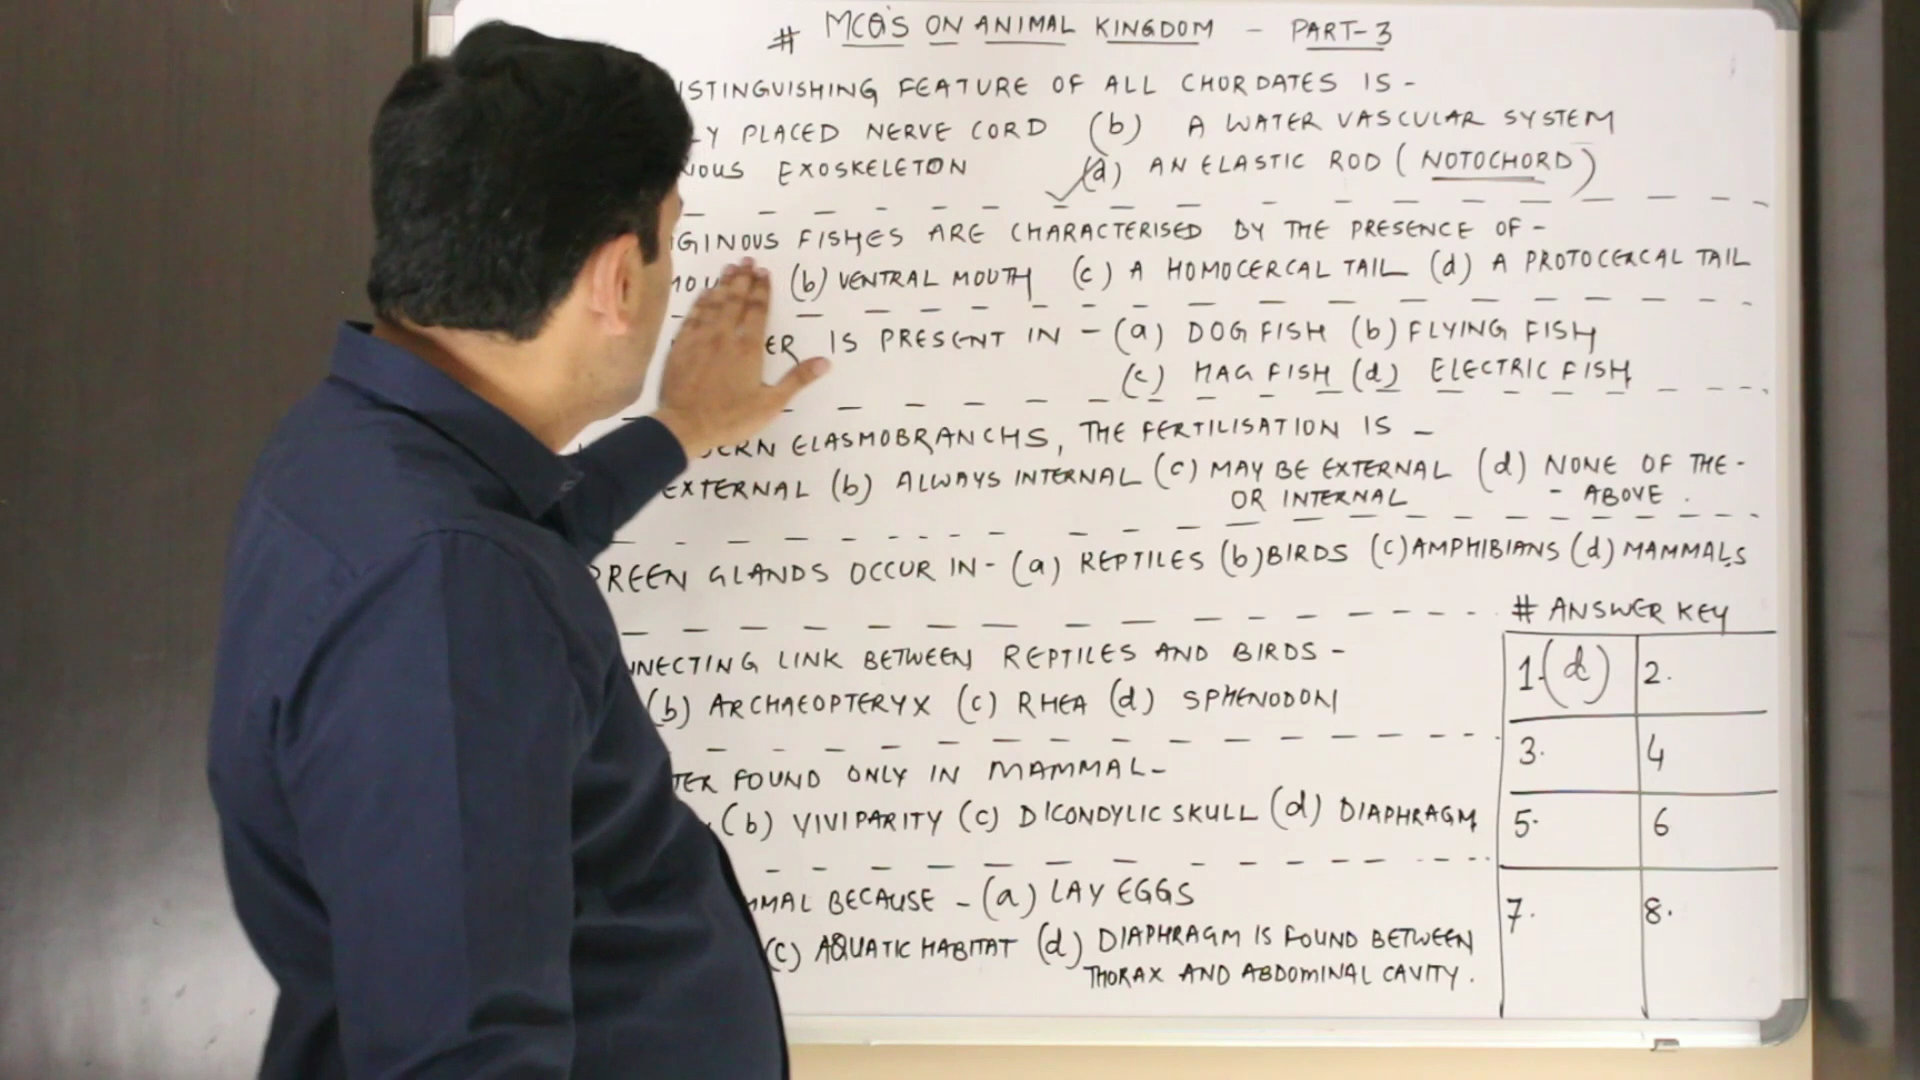 # MCQ'S ON ANIMAL KINGDOM - PART-3
ISTINGUISHING FEATURE OF ALL CHORDATES IS -
LY PLACED NERVE CORD (b) A WATER VASCULAR SYSTEM
NOUS EXOSKELETON (d) AN ELASTIC ROD (NOTOCHORD)
GINOUS FISHES ARE CHARACTERISED BY THE PRESENCE OF -
MOU (b) VENTRAL MOUTH (c) A HOMOCERCAL TAIL (d) A PROTOCERCAL TAIL
ER IS PRESENT IN - (a) DOG FISH (b) FLYING FISH
(c) HAG FISH (d) ELECTRIC FISH
ERN ELASMOBRANCHS, THE FERTILISATION IS -
EXTERNAL (b) ALWAYS INTERNAL (c) MAY BE EXTERNAL (d) NONE OF THE -
OR INTERNAL - ABOVE .
REEN GLANDS OCCUR IN - (a) REPTILES (b) BIRDS (c) AMPHIBIANS (d) MAMMALS
NNECTING LINK BETWEEN REPTILES AND BIRDS -
(b) ARCHAEOPTERYX (c) RHEA (d) SPHENODON
TER FOUND ONLY IN MAMMAL -
(b) VIVIPARITY (c) DICONDYLIC SKULL (d) DIAPHRAGM
MMAL BECAUSE - (a) LAY EGGS
(c) AQUATIC HABITAT (d) DIAPHRAGM IS FOUND BETWEEN
THORAX AND ABDOMINAL CAVITY.
# ANSWER KEY
1.(d) 2.
3. 4
5. 6
7. 8.